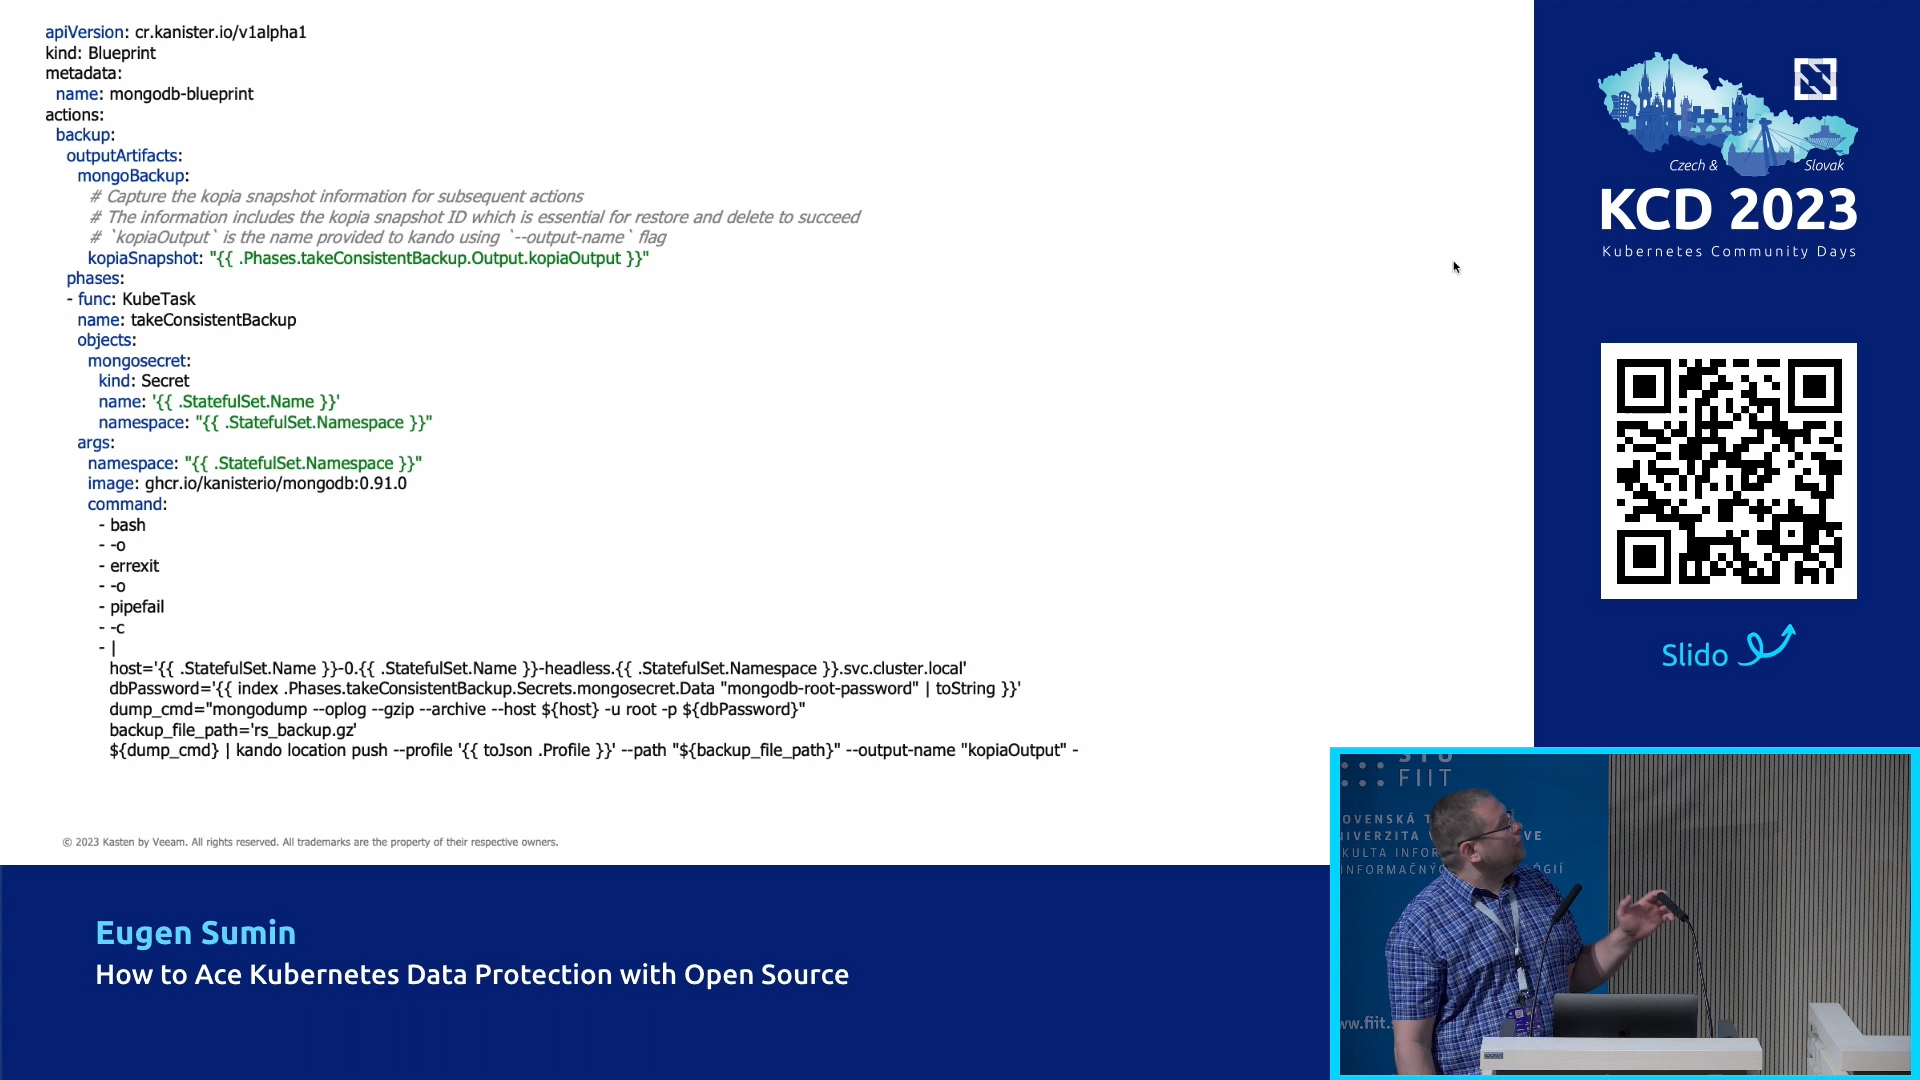 apiVersion: cr.kanister.io/v1alpha1
kind: Blueprint
metadata:
  name: mongodb-blueprint
actions:
  backup:
    outputArtifacts:
      mongoBackup:
        # Capture the kopia snapshot information for subsequent actions
        # The information includes the kopia snapshot ID which is essential for restore and delete to succeed
        # `kopiaOutput` is the name provided to kando using `--output-name` flag
        kopiaSnapshot: "{{ .Phases.takeConsistentBackup.Output.kopiaOutput }}"
    phases:
    - func: KubeTask
      name: takeConsistentBackup
      objects:
        mongosecret:
          kind: Secret
          name: '{{ .StatefulSet.Name }}'
          namespace: "{{ .StatefulSet.Namespace }}"
      args:
        namespace: "{{ .StatefulSet.Namespace }}"
        image: ghcr.io/kanisterio/mongodb:0.91.0
        command:
          - bash
          - -o
          - errexit
          - -o
          - pipefail
          - -c
          - |
            host='{{ .StatefulSet.Name }}-0.{{ .StatefulSet.Name }}-headless.{{ .StatefulSet.Namespace }}.svc.cluster.local'
            dbPassword='{{ index .Phases.takeConsistentBackup.Secrets.mongosecret.Data "mongodb-root-password" | toString }}'
            dump_cmd="mongodump --oplog --gzip --archive --host ${host} -u root -p ${dbPassword}"
            backup_file_path='rs_backup.gz'
            ${dump_cmd} | kando location push --profile '{{ toJson .Profile }}' --path "${backup_file_path}" --output-name "kopiaOutput" -
© 2023 Kasten by Veeam. All rights reserved. All trademarks are the property of their respective owners.
Czech & Slovak
KCD 2023
Kubernetes Community Days
Slido
Eugen Sumin
How to Ace Kubernetes Data Protection with Open Source
FIIT